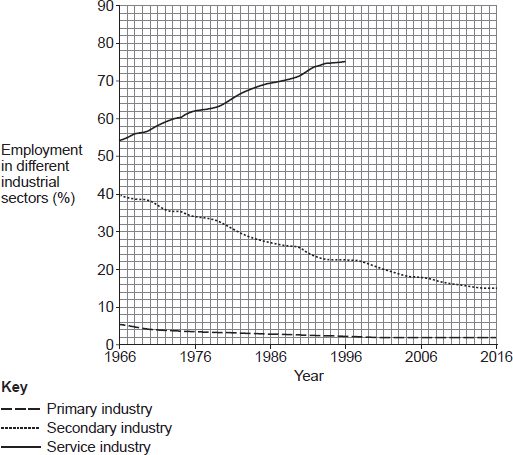 90
80
70
60
50
40
30
20
10
0
Employment
in different
industrial
sectors (%)
1966 1976 1986 1996 2006 2016
Year
Key
Primary industry
Secondary industry
Service industry